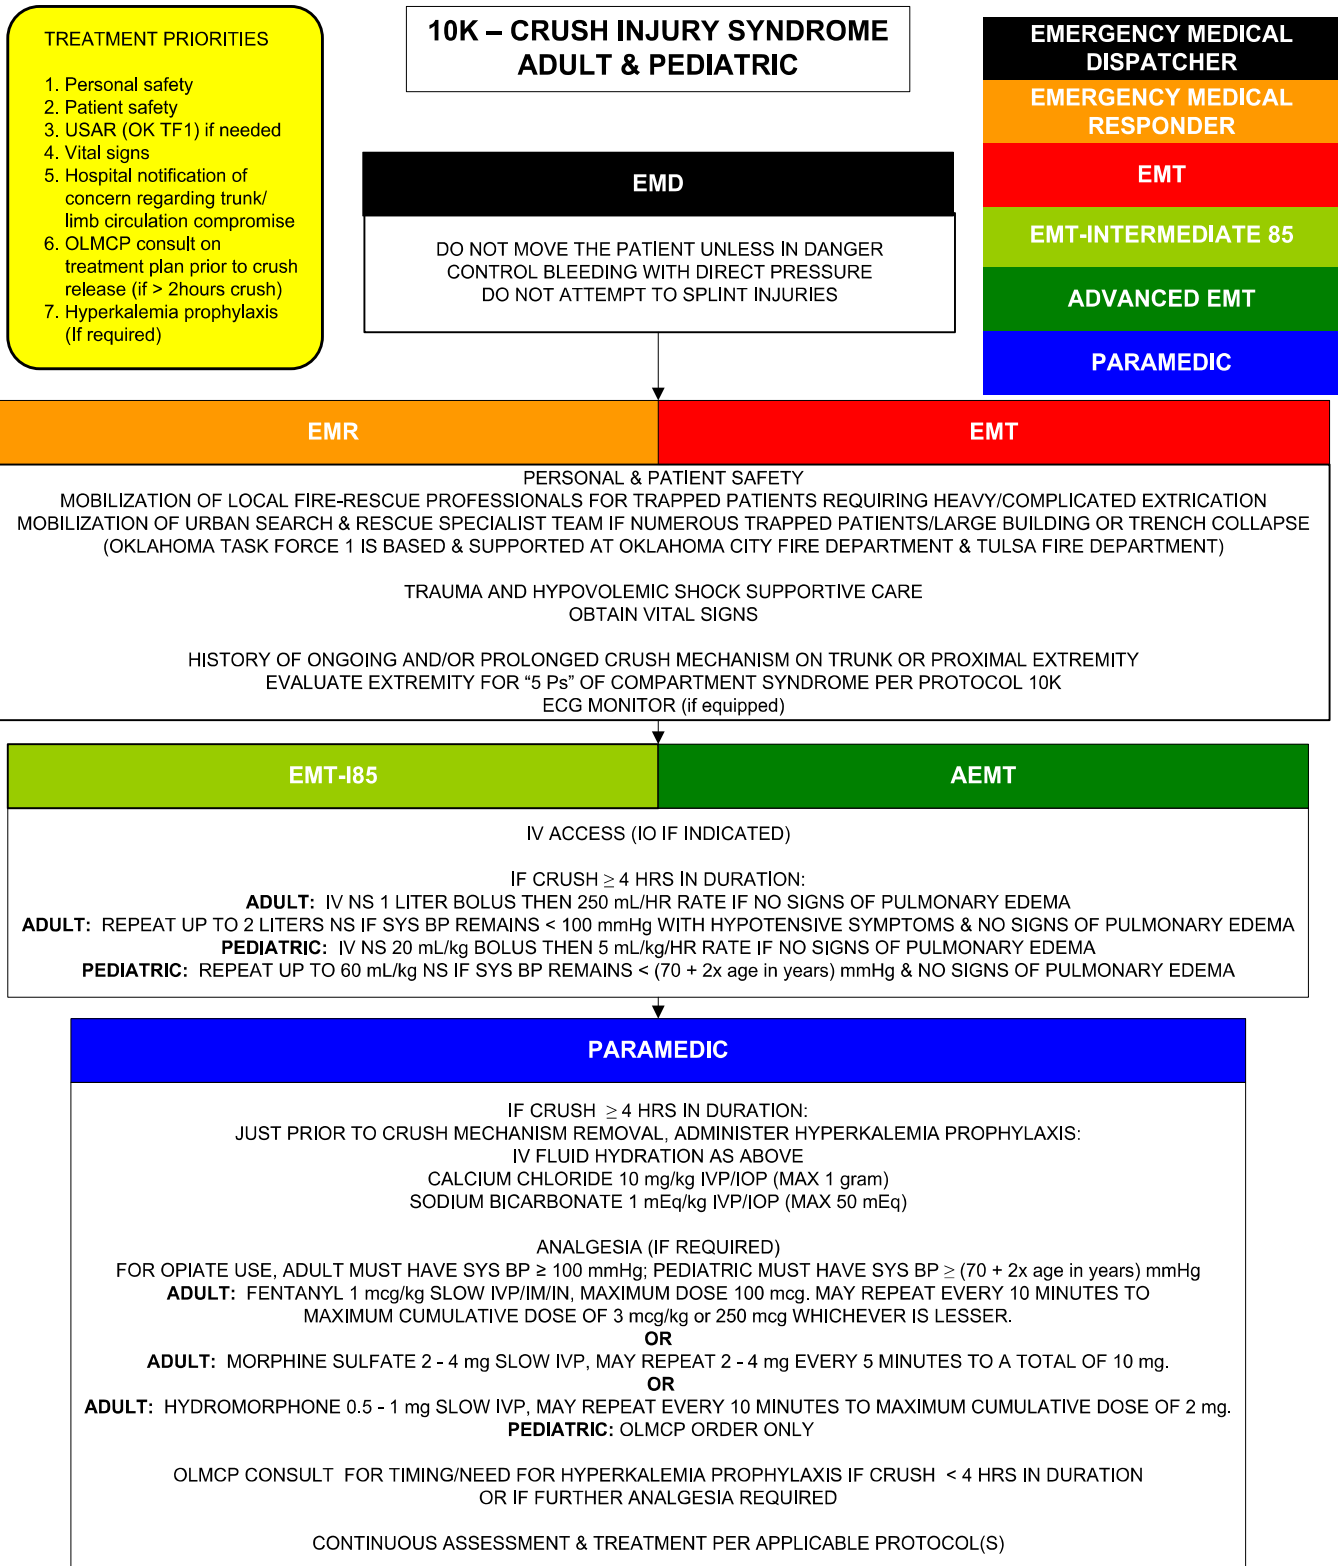 TREATMENT PRIORITIES
1. Personal safety
2. Patient safety
3. USAR (OK TF1) if needed
4. Vital signs
5. Hospital notification of
concern regarding trunk/
limb circulation compromise
6. OLMCP consult on
treatment plan prior to crush
release (if > 2hours crush)
7. Hyperkalemia prophylaxis
(If required)
10K – CRUSH INJURY SYNDROME
ADULT & PEDIATRIC
EMERGENCY MEDICAL
DISPATCHER
EMERGENCY MEDICAL
RESPONDER
EMT
EMT-INTERMEDIATE 85
ADVANCED EMT
PARAMEDIC
EMD
DO NOT MOVE THE PATIENT UNLESS IN DANGER
CONTROL BLEEDING WITH DIRECT PRESSURE
DO NOT ATTEMPT TO SPLINT INJURIES
EMR
EMT
PERSONAL & PATIENT SAFETY
MOBILIZATION OF LOCAL FIRE-RESCUE PROFESSIONALS FOR TRAPPED PATIENTS REQUIRING HEAVY/COMPLICATED EXTRICATION
MOBILIZATION OF URBAN SEARCH & RESCUE SPECIALIST TEAM IF NUMEROUS TRAPPED PATIENTS/LARGE BUILDING OR TRENCH COLLAPSE
(OKLAHOMA TASK FORCE 1 IS BASED & SUPPORTED AT OKLAHOMA CITY FIRE DEPARTMENT & TULSA FIRE DEPARTMENT)
TRAUMA AND HYPOVOLEMIC SHOCK SUPPORTIVE CARE
OBTAIN VITAL SIGNS
HISTORY OF ONGOING AND/OR PROLONGED CRUSH MECHANISM ON TRUNK OR PROXIMAL EXTREMITY
EVALUATE EXTREMITY FOR “5 Ps” OF COMPARTMENT SYNDROME PER PROTOCOL 10K
ECG MONITOR (if equipped)
EMT-I85
AEMT
IV ACCESS (IO IF INDICATED)
IF CRUSH ≥ 4 HRS IN DURATION:
ADULT: IV NS 1 LITER BOLUS THEN 250 mL/HR RATE IF NO SIGNS OF PULMONARY EDEMA
ADULT: REPEAT UP TO 2 LITERS NS IF SYS BP REMAINS < 100 mmHg WITH HYPOTENSIVE SYMPTOMS & NO SIGNS OF PULMONARY EDEMA
PEDIATRIC: IV NS 20 mL/kg BOLUS THEN 5 mL/kg/HR RATE IF NO SIGNS OF PULMONARY EDEMA
PEDIATRIC: REPEAT UP TO 60 mL/kg NS IF SYS BP REMAINS < (70 + 2x age in years) mmHg & NO SIGNS OF PULMONARY EDEMA
PARAMEDIC
IF CRUSH ≥ 4 HRS IN DURATION:
JUST PRIOR TO CRUSH MECHANISM REMOVAL, ADMINISTER HYPERKALEMIA PROPHYLAXIS:
IV FLUID HYDRATION AS ABOVE
CALCIUM CHLORIDE 10 mg/kg IVP/IOP (MAX 1 gram)
SODIUM BICARBONATE 1 mEq/kg IVP/IOP (MAX 50 mEq)
ANALGESIA (IF REQUIRED)
FOR OPIATE USE, ADULT MUST HAVE SYS BP ≥ 100 mmHg; PEDIATRIC MUST HAVE SYS BP ≥ (70 + 2x age in years) mmHg
ADULT: FENTANYL 1 mcg/kg SLOW IVP/IM/IN, MAXIMUM DOSE 100 mcg. MAY REPEAT EVERY 10 MINUTES TO
MAXIMUM CUMULATIVE DOSE OF 3 mcg/kg or 250 mcg WHICHEVER IS LESSER.
OR
ADULT: MORPHINE SULFATE 2 - 4 mg SLOW IVP, MAY REPEAT 2 - 4 mg EVERY 5 MINUTES TO A TOTAL OF 10 mg.
OR
ADULT: HYDROMORPHONE 0.5 - 1 mg SLOW IVP, MAY REPEAT EVERY 10 MINUTES TO MAXIMUM CUMULATIVE DOSE OF 2 mg.
PEDIATRIC: OLMCP ORDER ONLY
OLMCP CONSULT FOR TIMING/NEED FOR HYPERKALEMIA PROPHYLAXIS IF CRUSH < 4 HRS IN DURATION
OR IF FURTHER ANALGESIA REQUIRED
CONTINUOUS ASSESSMENT & TREATMENT PER APPLICABLE PROTOCOL(S)